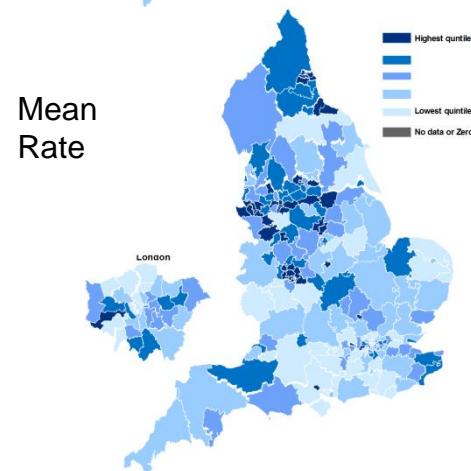 Mean
Rate
Highest quntile
Lowest quintile
No data or Zero
London